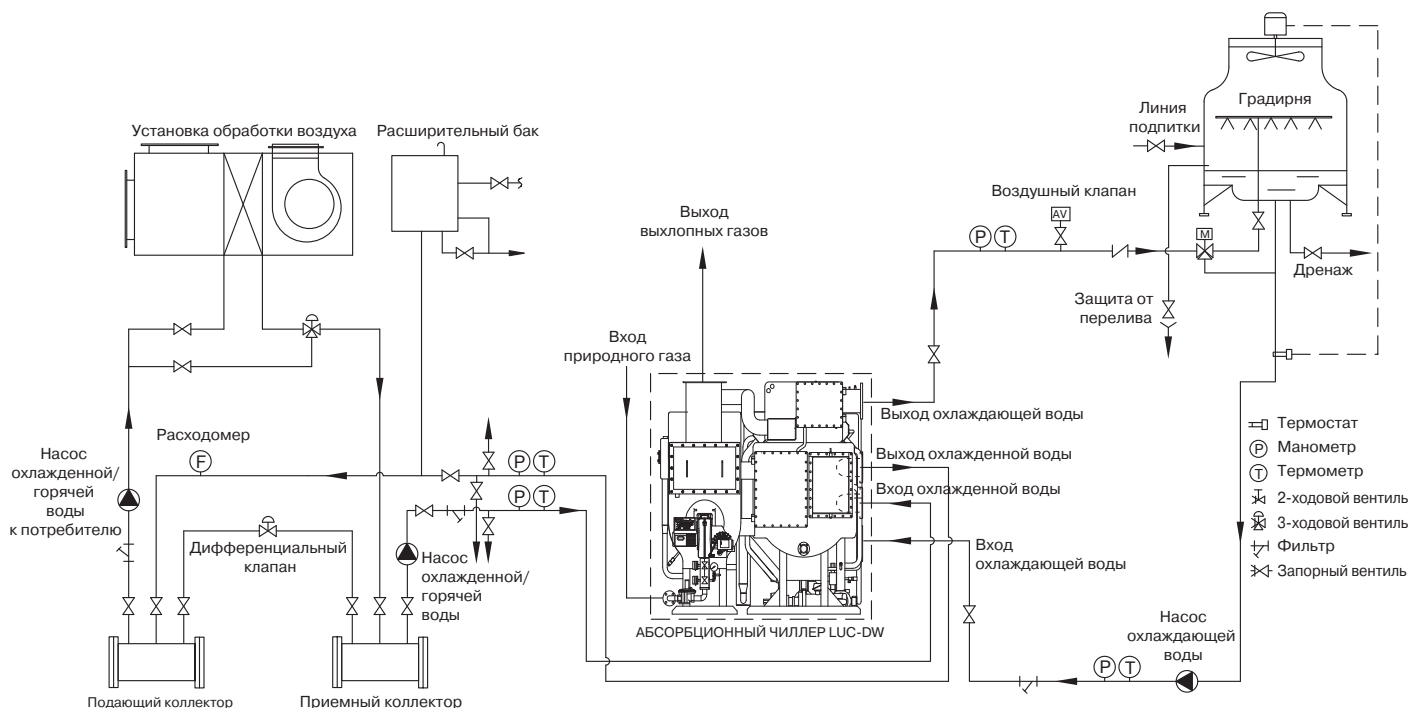 Установка обработки воздуха
Расширительный бак
Выход
выхлопных газов
Вход
природного газа
Воздушный клапан
AV
Линия
подпитки
Градирня
M
Дренаж
Защита от
перелива
P
T
Выход охлаждающей воды
Выход охлажденной воды
Вход охлажденной воды
Вход
охлаждающей воды
Расходомер
F
P
T
P
T
Насос
охлажденной/
горячей
воды
к потребителю
Дифференциальный
клапан
Насос
охлажденной/
горячей
воды
АБСОРБЦИОННЫЙ ЧИЛЛЕР LUC-DW
Подающий коллектор
Приемный коллектор
Насос
охлаждающей
воды
P
T
Термостат
P
Манометр
T
Термометр
2-ходовой вентиль
3-ходовой вентиль
Фильтр
Запорный вентиль